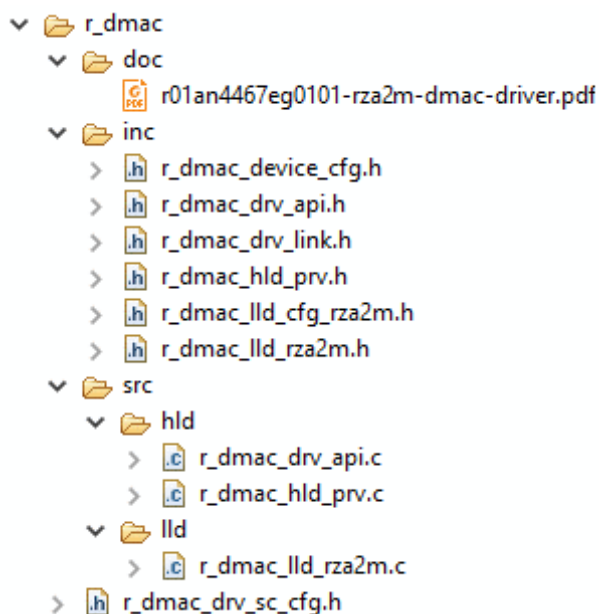 r_dmac
doc
r01an4467eg0101-rza2m-dmac-driver.pdf
inc
r_dmac_device_cfg.h
r_dmac_drv_api.h
r_dmac_drv_link.h
r_dmac_hld_prv.h
r_dmac_lld_cfg_rza2m.h
r_dmac_lld_rza2m.h
src
hld
r_dmac_drv_api.c
r_dmac_hld_prv.c
lld
r_dmac_lld_rza2m.c
r_dmac_drv_sc_cfg.h